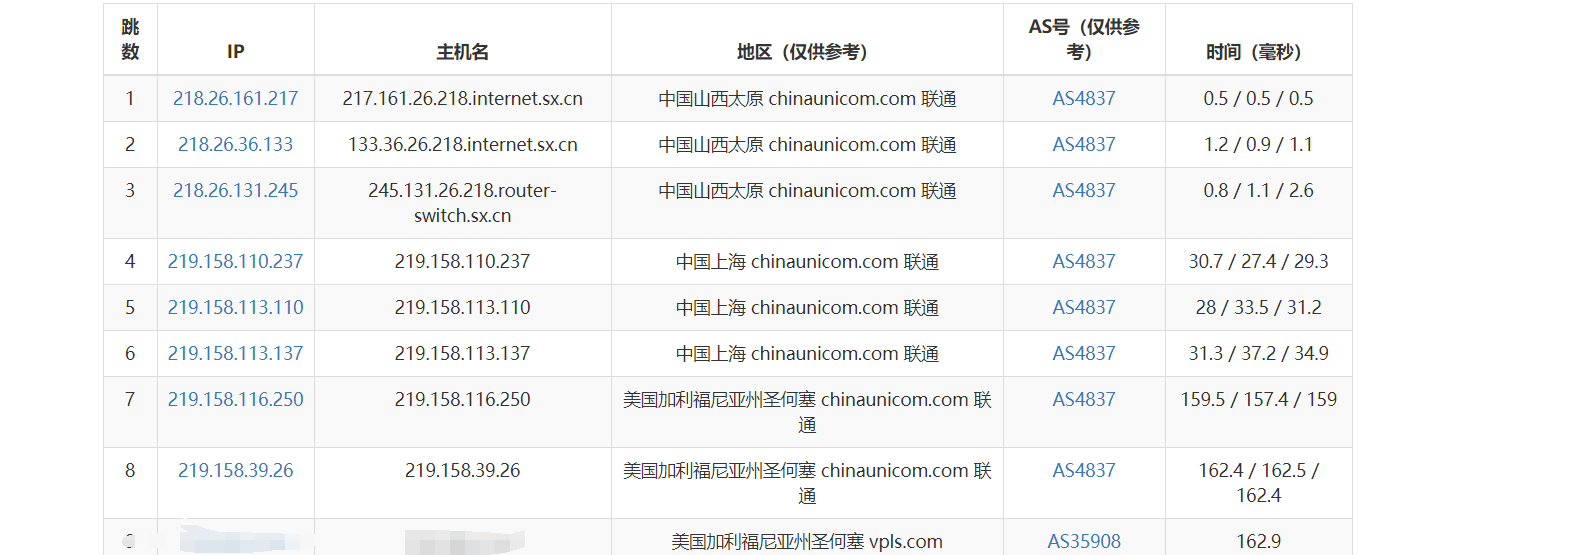 跳数 IP 主机名 地区（仅供参考） AS号（仅供参考） 时间（毫秒）
1 218.26.161.217 217.161.26.218.internet.sx.cn 中国山西太原 chinaunicom.com 联通 AS4837 0.5 / 0.5 / 0.5
2 218.26.36.133 133.36.26.218.internet.sx.cn 中国山西太原 chinaunicom.com 联通 AS4837 1.2 / 0.9 / 1.1
3 218.26.131.245 245.131.26.218.router-switch.sx.cn 中国山西太原 chinaunicom.com 联通 AS4837 0.8 / 1.1 / 2.6
4 219.158.110.237 219.158.110.237 中国上海 chinaunicom.com 联通 AS4837 30.7 / 27.4 / 29.3
5 219.158.113.110 219.158.113.110 中国上海 chinaunicom.com 联通 AS4837 28 / 33.5 / 31.2
6 219.158.113.137 219.158.113.137 中国上海 chinaunicom.com 联通 AS4837 31.3 / 37.2 / 34.9
7 219.158.116.250 219.158.116.250 美国加利福尼亚州圣何塞 chinaunicom.com 联通 AS4837 159.5 / 157.4 / 159
8 219.158.39.26 219.158.39.26 美国加利福尼亚州圣何塞 chinaunicom.com 联通 AS4837 162.4 / 162.5 / 162.4
美国加利福尼亚州圣何塞 vpls.com AS35908 162.9